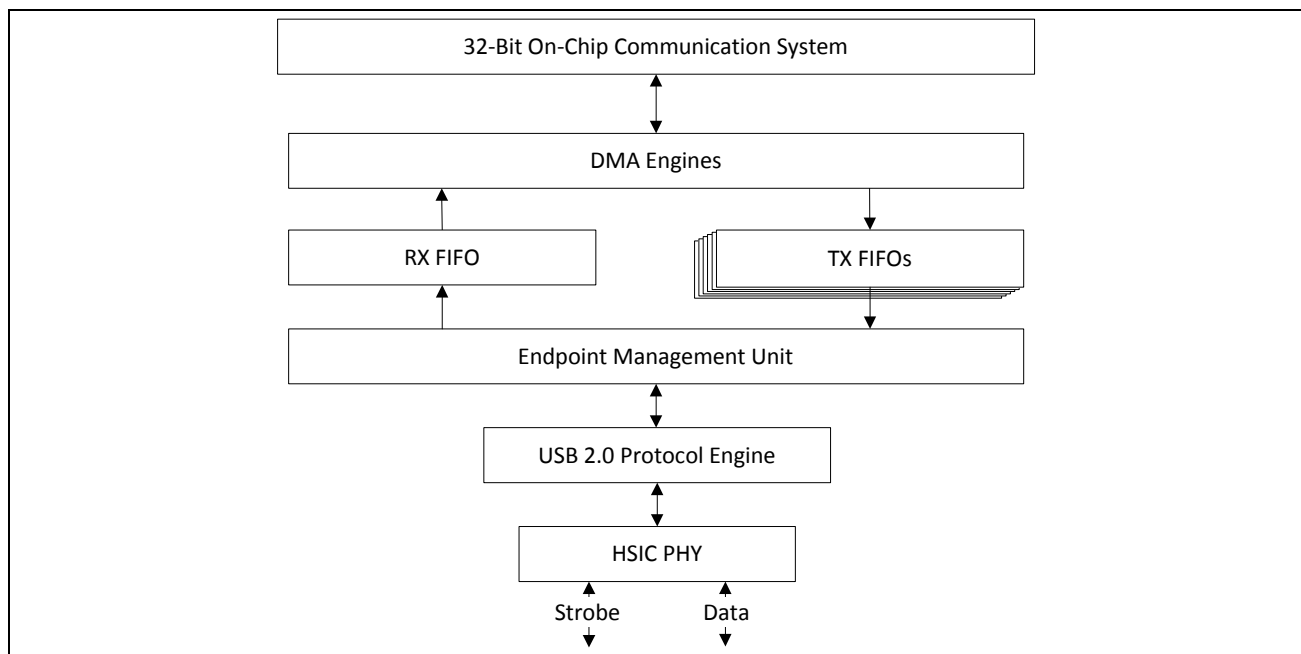 32-Bit On-Chip Communication System
DMA Engines
RX FIFO
TX FIFOs
Endpoint Management Unit
USB 2.0 Protocol Engine
HSIC PHY
Strobe
Data